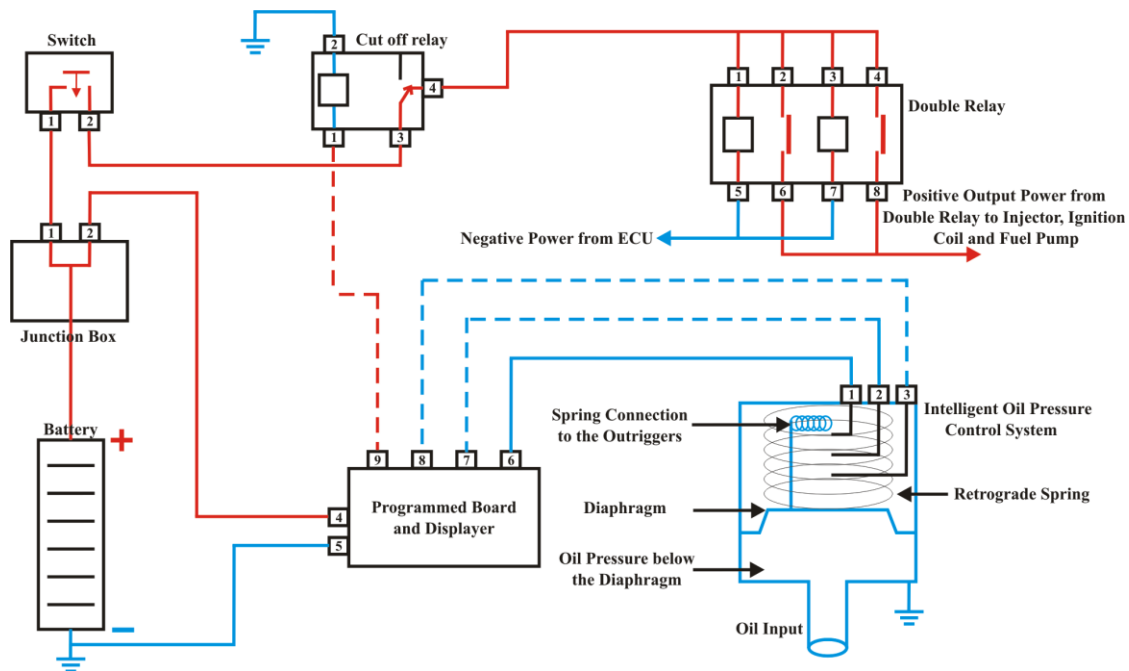 Switch
1
2
2
Cut off relay
4
1
3
1
2
3
4
Double Relay
5
6
7
8
Positive Output Power from
Double Relay to Injector, Ignition
Coil and Fuel Pump
Negative Power from ECU
1
2
Junction Box
Battery
+
−
9
8
7
6
4
5
Programmed Board
and Displayer
1
2
3
Spring Connection
to the Outriggers
Intelligent Oil Pressure
Control System
Retrograde Spring
Diaphragm
Oil Pressure below
the Diaphragm
Oil Input